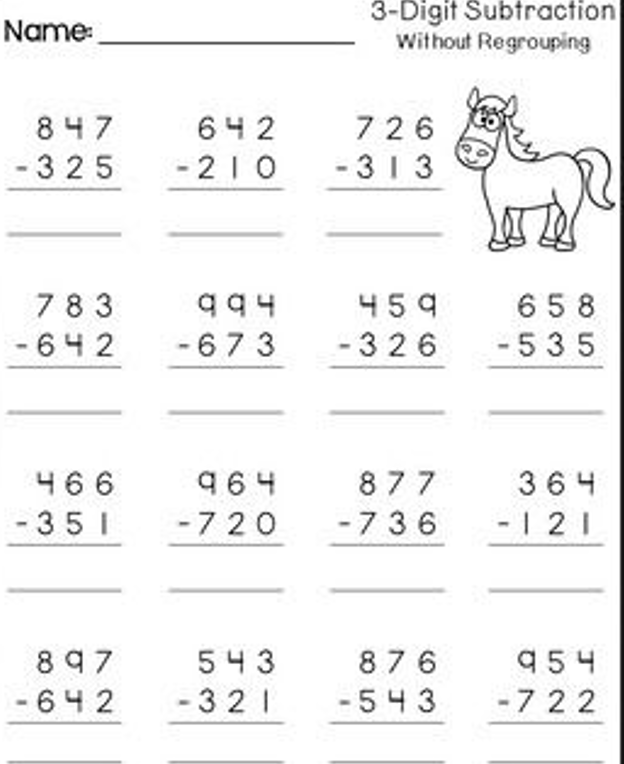 3-Digit Subtraction
Name:
Without Regrouping
847 642 726
-325 -210 -313
783 994 459 658
-642 -673 -326 -535
466 964 877 364
-351 -720 -736 -121
897 543 876 954
-642 -321 -543 -722